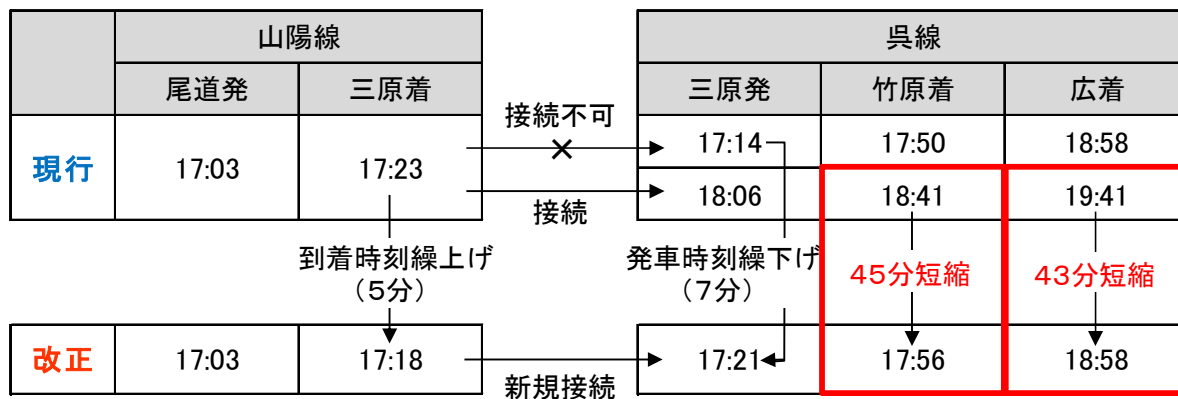 山陽線 呉線
尾道発 三原着 三原発 竹原着 広着
現行 17:03 17:23 接続不可 × 17:14 17:50 18:58
接続 18:06 18:41 19:41
到着時刻繰上げ
(5分)
発車時刻繰下げ
(7分)
45分短縮 43分短縮
改正 17:03 17:18 新規接続 17:21 17:56 18:58